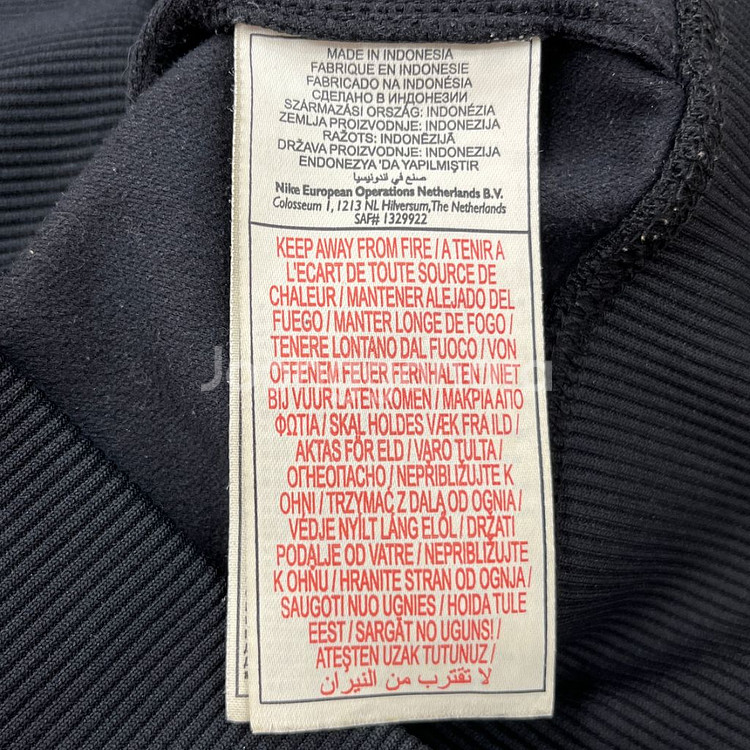 MADE IN INDONESIA
FABRIQUE EN INDONESIE
FABRICADO NA INDONÉSIA
СДЕЛАНО В ИНДОНЕЗИИ
SZÁRMAZÁSI ORSZÁG: INDONÉZIA
ZEMLJA PROIZVODNJE: INDONEZIJA
RAŽOTS: INDONĒZIJĀ
DRŽAVA PROIZVODNJE: INDONEZIJA
ENDONEZYA 'DA YAPILMIŞTIR
صنع في اندونيسيا
Nike European Operations Netherlands B.V.
Colosseum 1, 1213 NL Hilversum, The Netherlands
SAF# 1329922
KEEP AWAY FROM FIRE / A TENIR A
L'ECART DE TOUTE SOURCE DE
CHALEUR / MANTENER ALEJADO DEL
FUEGO / MANTER LONGE DE FOGO /
TENERE LONTANO DAL FUOCO / VON
OFFENEM FEUER FERNHALTEN / NIET
BIJ VUUR LATEN KOMEN / ΜΑΚΡΙΑ ΑΠΟ
ΦΩΤΙΑ / SKAL HOLDES VÆK FRA ILD /
AKTAS FÖR ELD / VARO TULTA /
ОГНЕОПАСНО / NEPŘIBLIŽUJTE K
OHNI / TRZYMAĆ Z DALA OD OGNIA /
VÉDJE NYÍLT LÁNG ELŐL / DRŽATI
PODALJE OD VATRE / NEPRIBLIŽUJTE
K OHŇU / HRANITE STRAN OD OGNJA /
SAUGOTI NUO UGNIES / HOIDA TULE
EEST / SARGĀT NO UGUNS! /
ATEŞTEN UZAK TUTUNUZ /
لا تقترب من النيران